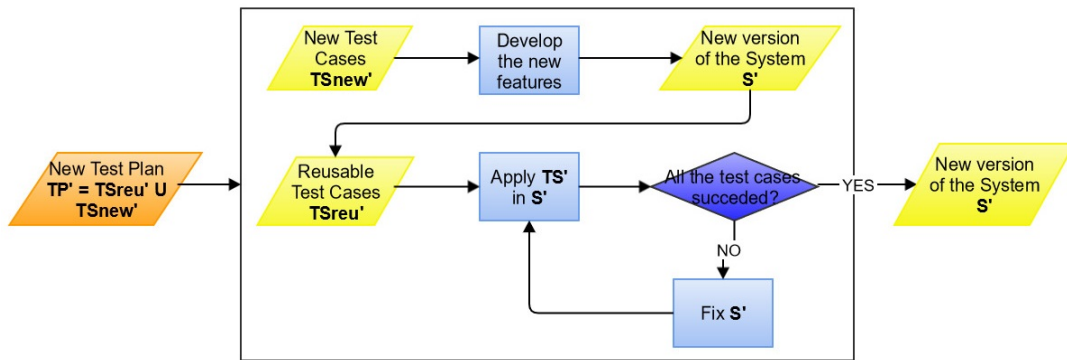 New Test
Cases
TSnew'
Develop
the new
features
New version
of the System
S'
New Test Plan
TP' = TSreu' U
TSnew'
Reusable
Test Cases
TSreu'
Apply TS'
in S'
All the test cases
succeded?
YES
New version
of the System
S'
NO
Fix S'